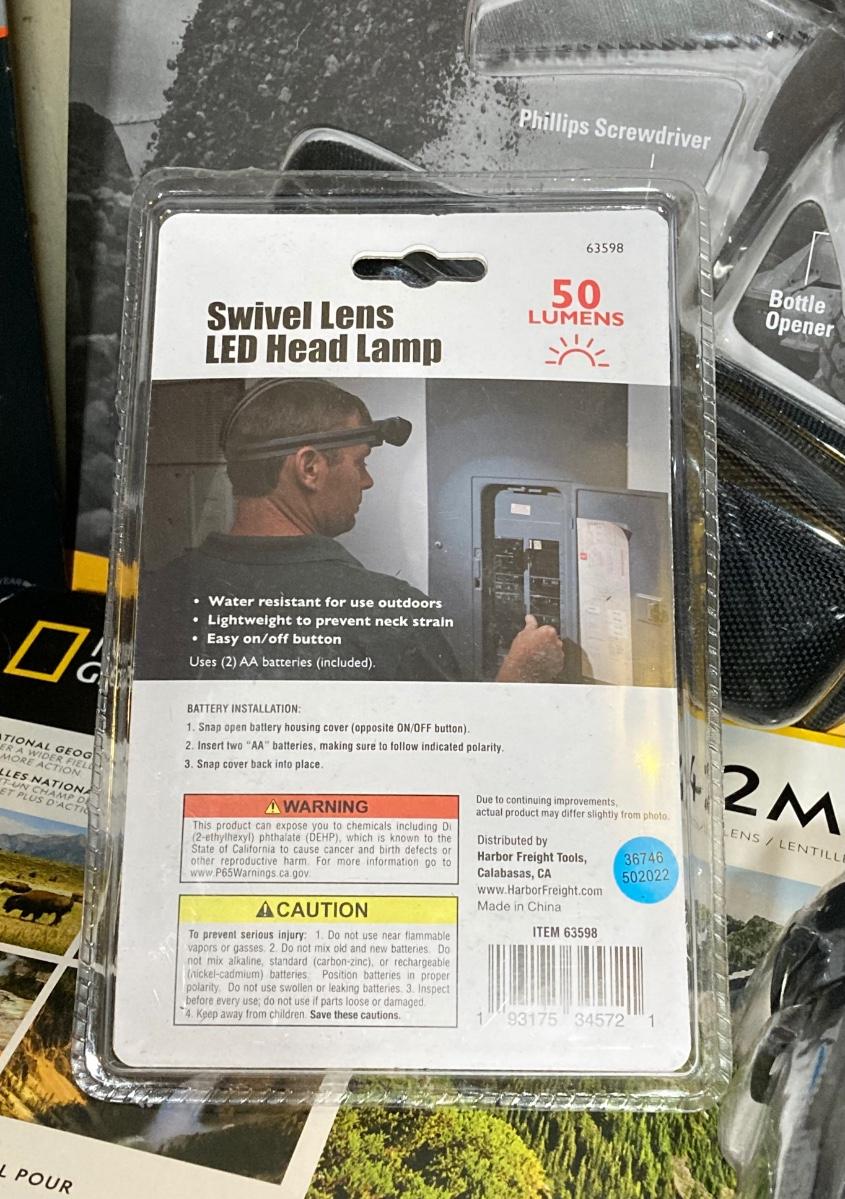 Phillips Screwdriver
Bottle
Opener
63598
50
LUMENS
Swivel Lens
LED Head Lamp
• Water resistant for use outdoors
• Lightweight to prevent neck strain
• Easy on/off button
Uses (2) AA batteries (included).
BATTERY INSTALLATION:
1. Snap open battery housing cover (opposite ON/OFF button).
2. Insert two "AA" batteries, making sure to follow indicated polarity.
3. Snap cover back into place.
WARNING
This product can expose you to chemicals including Di
(2-ethylhexyl) phthalate (DEHP), which is known to the
State of California to cause cancer and birth defects or
other reproductive harm. For more information go to
www.P65Warnings.ca.gov.
CAUTION
To prevent serious injury: 1. Do not use near flammable
vapors or gasses. 2. Do not mix old and new batteries. Do
not mix alkaline, standard (carbon-zinc), or rechargeable
(nickel-cadmium) batteries. Position batteries in proper
polarity. Do not use swollen or leaking batteries. 3. Inspect
before every use; do not use if parts loose or damaged.
4. Keep away from children. Save these cautions.
Due to continuing improvements,
actual product may differ slightly from photo.
Distributed by
Harbor Freight Tools,
Calabasas, CA
www.HarborFreight.com
Made in China
36746
502022
ITEM 63598
1 93175 34572 1
GEOG
A WIDER
MORE ACTION
CHAMP
ET PLUS
2M
POUR